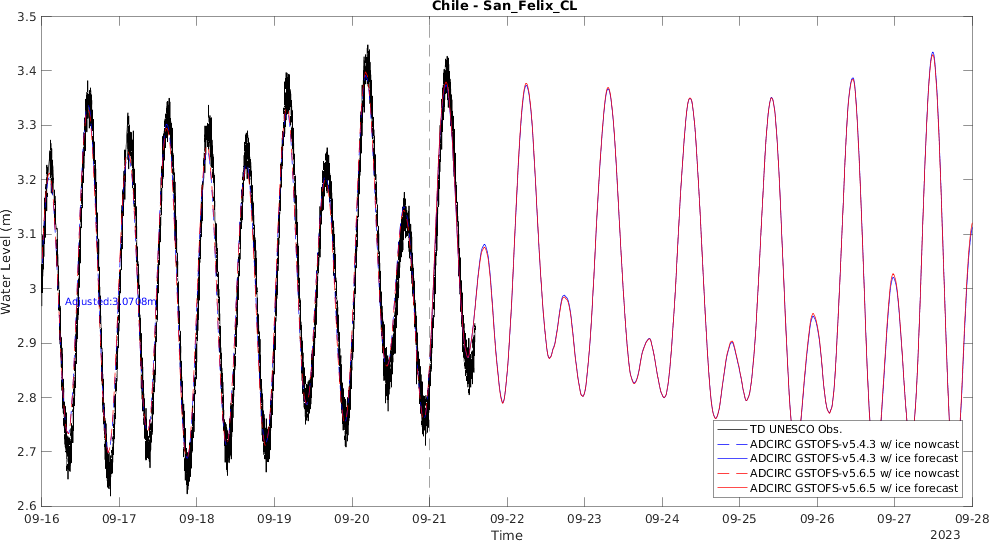 Chile - San_Felix_CL
3.5
3.4
3.3
3.2
3.1
3
2.9
2.8
2.7
2.6
Water Level (m)
Adjusted:3.0708m
TD UNESCO Obs.
ADCIRC GSTOFS-v5.4.3 w/ ice nowcast
ADCIRC GSTOFS-v5.4.3 w/ ice forecast
ADCIRC GSTOFS-v5.6.5 w/ ice nowcast
ADCIRC GSTOFS-v5.6.5 w/ ice forecast
09-16 09-17 09-18 09-19 09-20 09-21 09-22 09-23 09-24 09-25 09-26 09-27 09-28
Time
2023